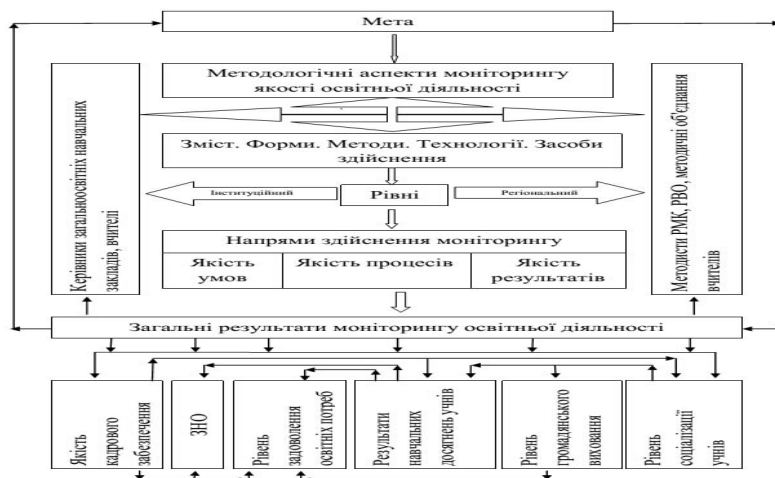 Мета
Методологічні аспекти моніторингу
якості освітньої діяльності
Керівники загальноосвітніх навчальних
закладів, вчителі
Методисти РМК, РВО, методичні об'єднання
вчителів
Зміст. Форми. Методи. Технології. Засоби
здійснення
Інституційний
Рівні
Регіональний
Напрями здійснення моніторингу
Якість
умов
Якість процесів
Якість
результатів
Загальні результати моніторингу освітньої діяльності
Якість
кадрового
забезпечення
ЗНО
Рівень
задоволення
освітніх потреб
Результати
навчальних
досягнень учнів
Рівень
громадянського
виховання
Рівень
соціалізації
учнів